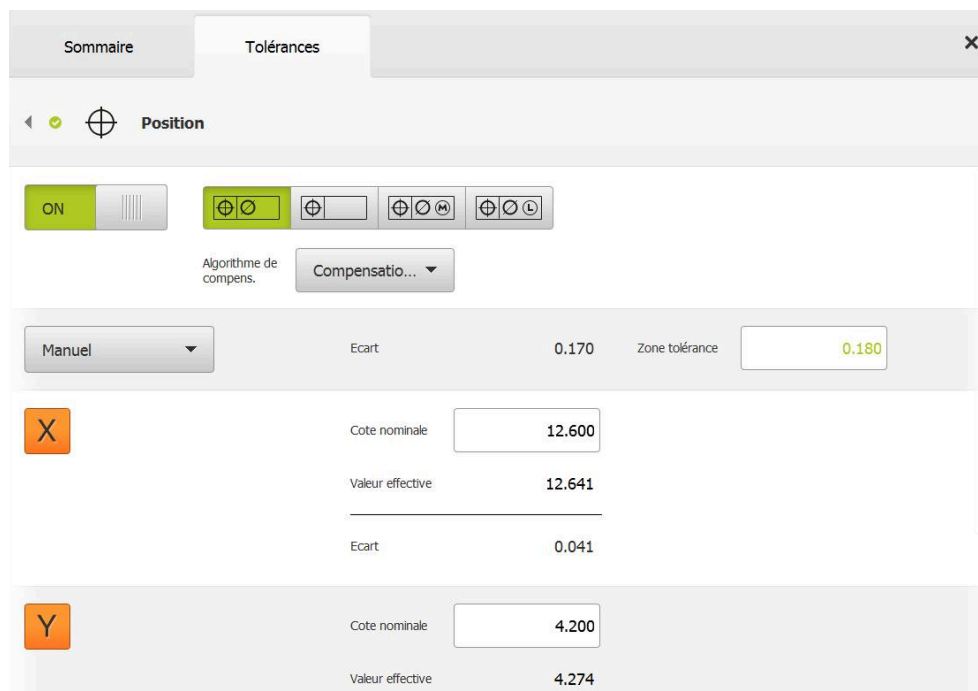 Sommaire
Tolérances
Position
ON
M
L
Algorithme de
compens.
Compensatio...
Manuel
Ecart
0.170
Zone tolérance
0.180
X
Cote nominale
12.600
Valeur effective
12.641
Ecart
0.041
Y
Cote nominale
4.200
Valeur effective
4.274